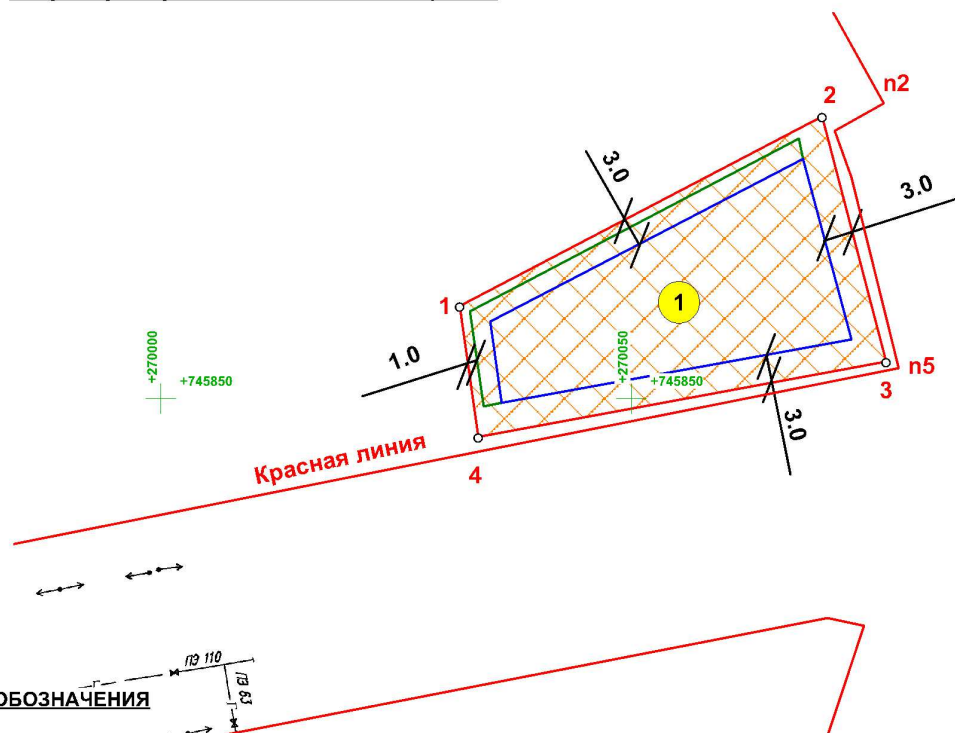 n2
2
3.0
3.0
1
1
1.0
+270000
+745850
+270050
+745850
n5
3
3.0
Красная линия
4
ПЭ 110
ПЭ 63
Г
Г
ОБОЗНАЧЕНИЯ